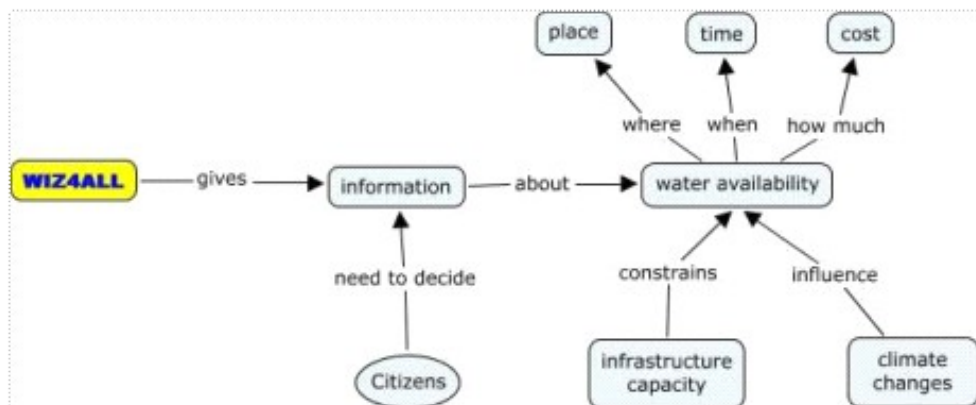 place
time
cost
where
when
how much
WIZ4ALL
gives
information
about
water availability
need to decide
constrains
influence
Citizens
infrastructure
capacity
climate
changes